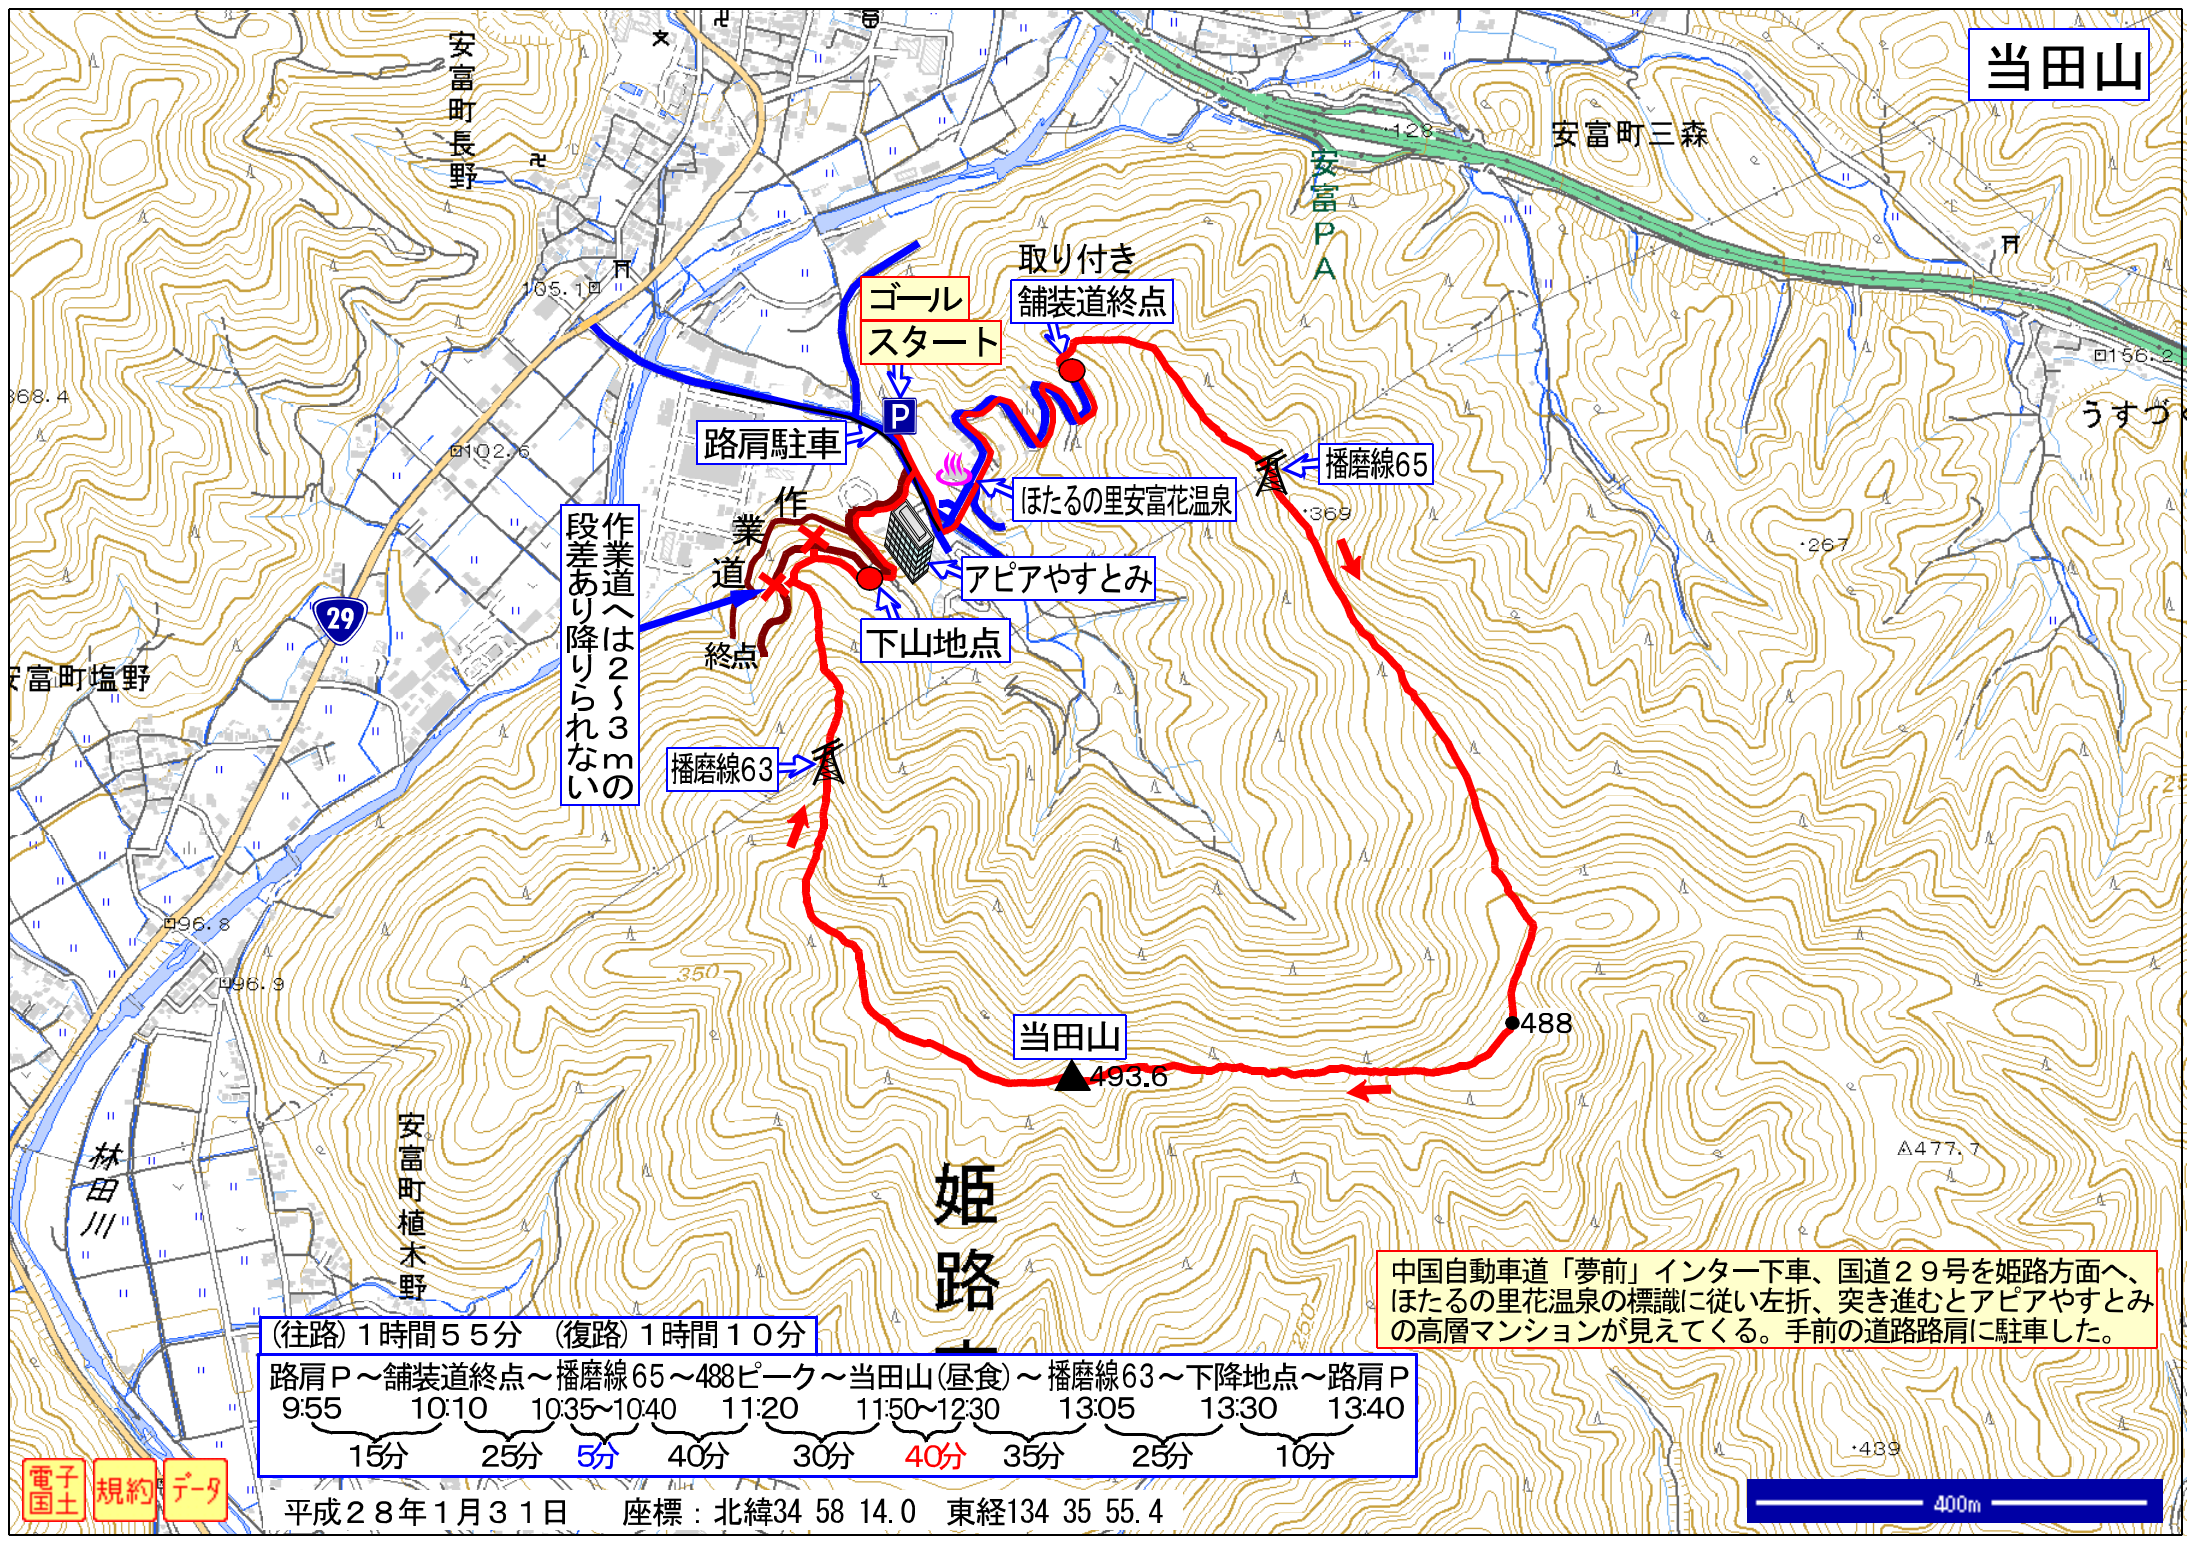 当田山
安富町長野
安富町三森
安富PA
128
取り付き
舗装道終点
ゴール
スタート
P
105.1
156.2
368.4
うすづく
路肩駐車
102.6
播磨線65
ほたるの里安富花温泉
369
267
作業道
作業道へは2～3mの
段差あり降りられない
アピアやすとみ
29
下山地点
終点
安富町塩野
播磨線63
96.8
350
96.9
当田山
488
493.6
林田川
安富町植木野
477.7
姫路市
250
中国自動車道「夢前」インター下車、国道29号を姫路方面へ、
ほたるの里花温泉の標識に従い左折、突き進むとアピアやすとみ
の高層マンションが見えてくる。手前の道路路肩に駐車した。
(往路)1時間55分 (復路)1時間10分
路肩P～舗装道終点～播磨線65～488ピーク～当田山(昼食)～播磨線63～下降地点～路肩P
9:55 10:10 10:35～10:40 11:20 11:50～12:30 13:05 13:30 13:40
15分 25分 5分 40分 30分 40分 35分 25分 10分
439
電子国土
規約
データ
平成28年1月31日 座標：北緯34 58 14.0 東経134 35 55.4
400m